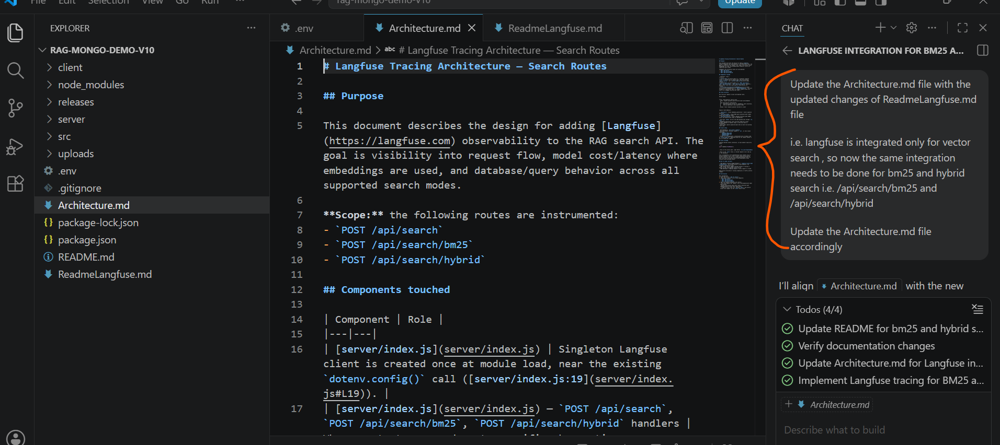 File Edit Selection View Go Run ···
rag-mongo-demo-v10
Update
EXPLORER ···
RAG-MONGO-DEMO-V10
client
node_modules
releases
server
src
uploads
.env
.gitignore
Architecture.md
package-lock.json
package.json
README.md
ReadmeLangfuse.md
.env
Architecture.md
ReadmeLangfuse.md
Architecture.md > abc # Langfuse Tracing Architecture — Search Routes
1 # Langfuse Tracing Architecture — Search Routes
2
3 ## Purpose
4
5 This document describes the design for adding [Langfuse]
(https://langfuse.com) observability to the RAG search API. The
goal is visibility into request flow, model cost/latency where
embeddings are used, and database/query behavior across all
supported search modes.
6
7 **Scope:** the following routes are instrumented:
8 - `POST /api/search`
9 - `POST /api/search/bm25`
10 - `POST /api/search/hybrid`
11
12 ## Components touched
13
14 | Component | Role |
15 |---|---|
16 | [server/index.js](server/index.js) | Singleton Langfuse
client is created once at module load, near the existing
`dotenv.config()` call ([server/index.js:19](server/index.
js#L19)). |
17 | [server/index.js](server/index.js) — `POST /api/search`,
`POST /api/search/bm25`, `POST /api/search/hybrid` handlers |
CHAT
LANGFUSE INTEGRATION FOR BM25 A...
Update the Architecture.md file with the
updated changes of ReadmeLangfuse.md
file
i.e. langfuse is integrated only for vector
search , so now the same integration
needs to be done for bm25 and hybrid
search i.e. /api/search/bm25 and
/api/search/hybrid
Update the Architecture.md file
accordingly
I'll align Architecture.md with the new
Todos (4/4)
Update README for bm25 and hybrid s...
Verify documentation changes
Update Architecture.md for Langfuse in...
Implement Langfuse tracing for BM25 a...
Architecture.md
Describe what to build